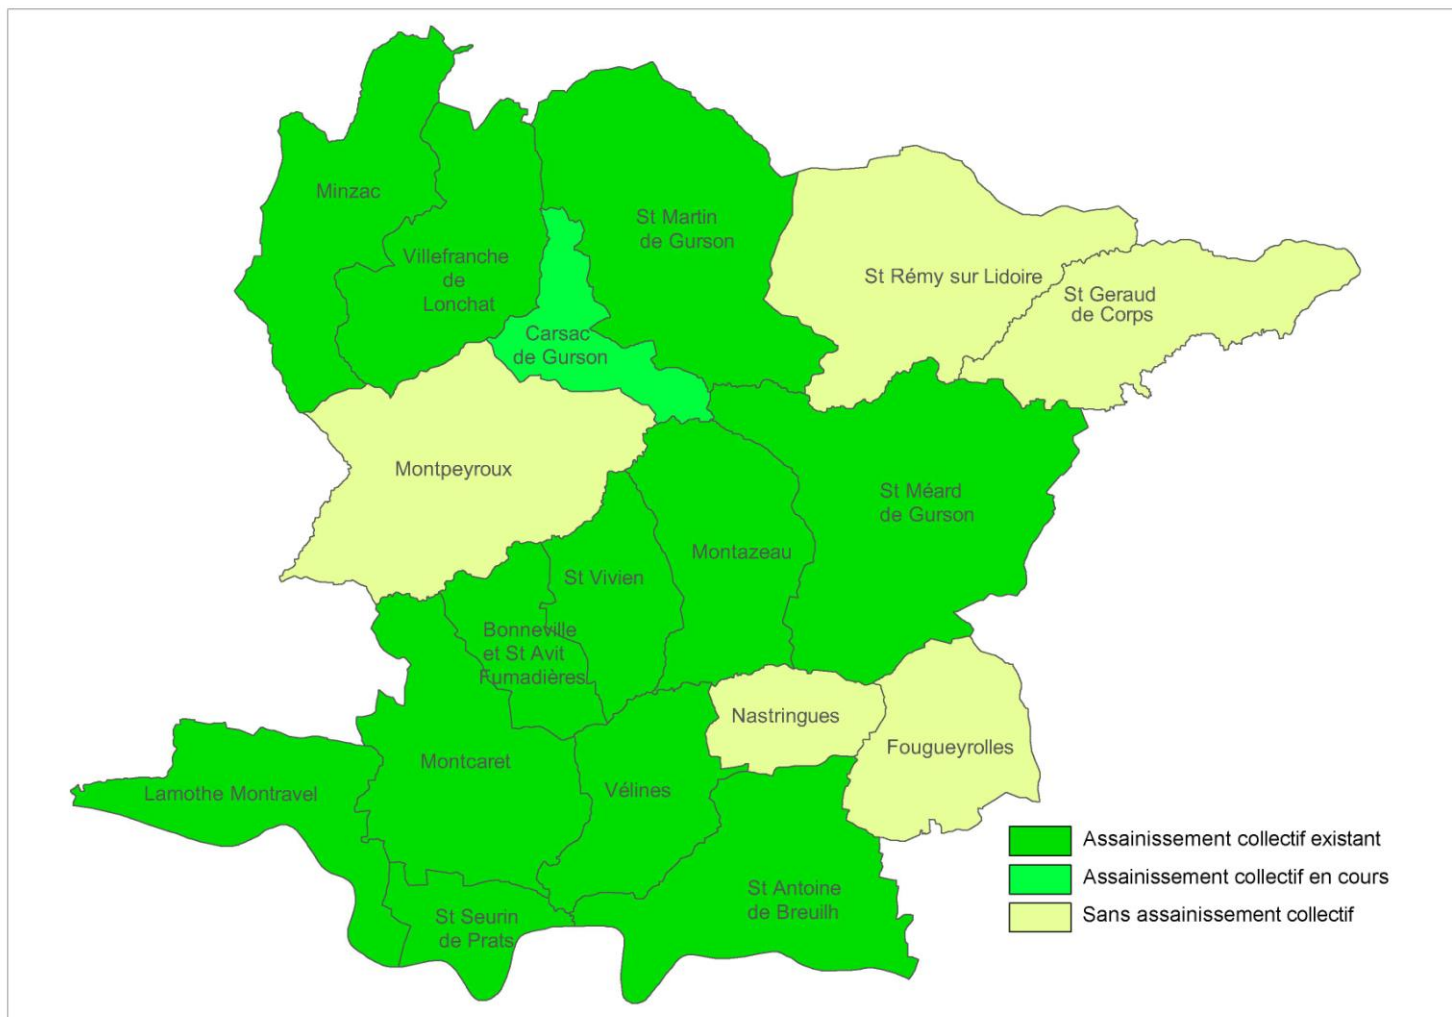 Minzac
Villefranche
de
Lonchat
St Martin
de Gurson
St Rémy sur Lidoire
St Geraud
de Corps
Carsac
de Gurson
Montpeyroux
St Méard
de Gurson
Montazeau
St Vivien
Bonneville
et St Avit
Fumadières
Nastringues
Fougueyrolles
Montcaret
Vélines
Lamothe Montravel
St Antoine
de Breuilh
St Seurin
de Prats
Assainissement collectif existant
Assainissement collectif en cours
Sans assainissement collectif